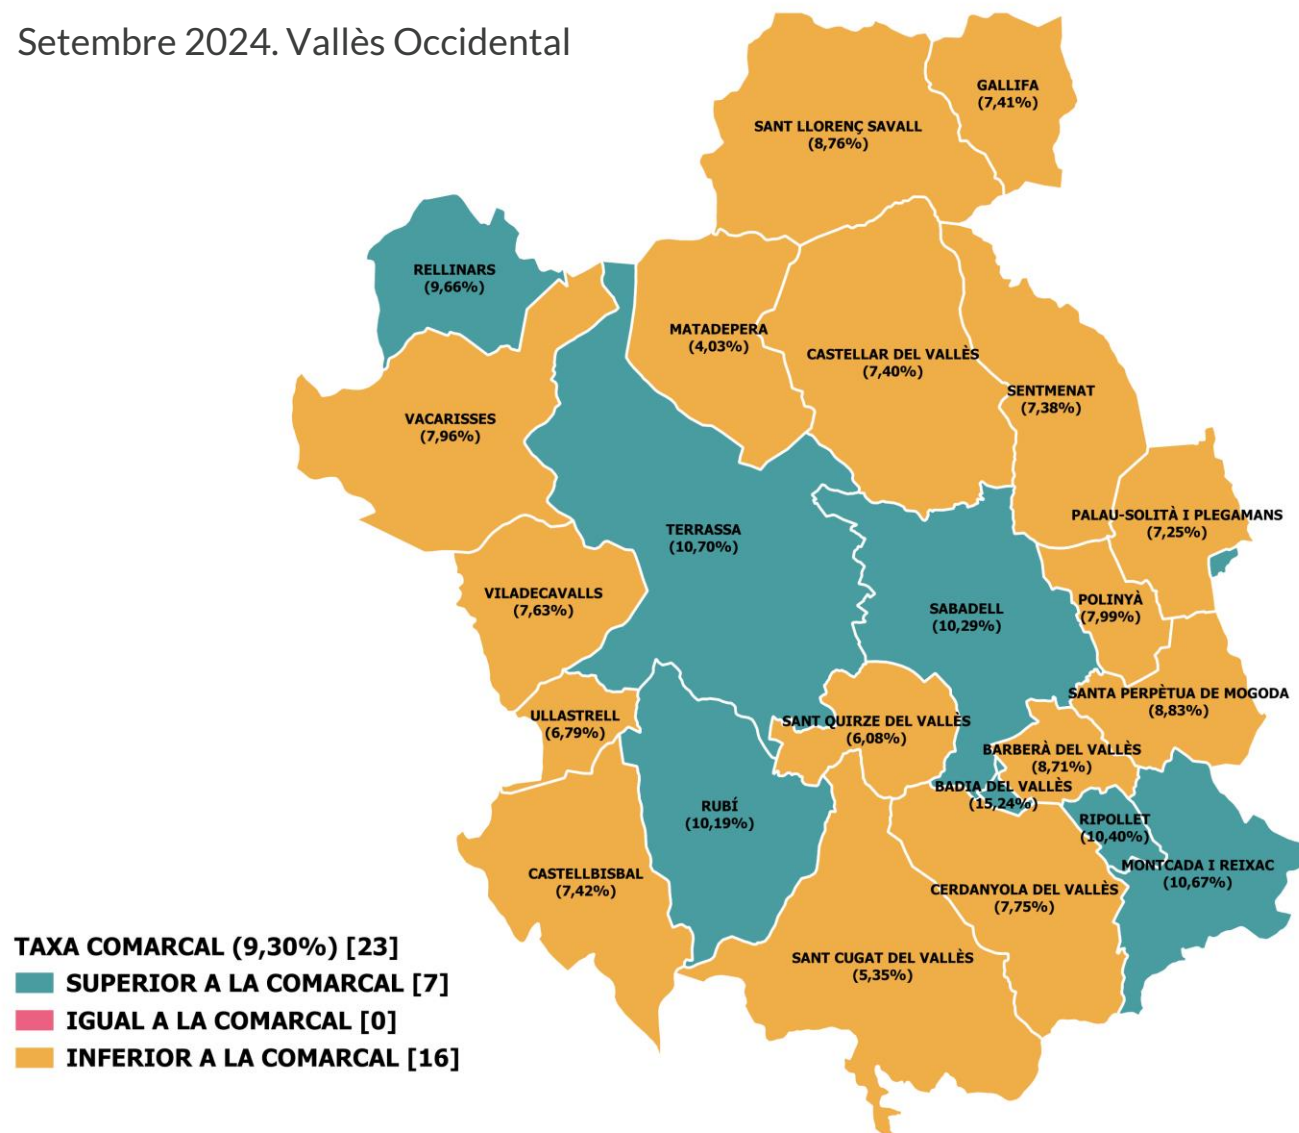 Setembre 2024. Vallès Occidental
GALLIFA
(7,41%)
SANT LLORENÇ SAVALL
(8,76%)
RELLINARS
(9,66%)
MATADEPERA
(4,03%)
CASTELLAR DEL VALLÈS
(7,40%)
SENTMENAT
(7,38%)
VACARISSES
(7,96%)
PALAU-SOLITÀ I PLEGAMANS
(7,25%)
TERRASSA
(10,70%)
VILADECAVALLS
(7,63%)
SABADELL
(10,29%)
POLINYÀ
(7,99%)
SANTA PERPÈTUA DE MOGODA
(8,83%)
ULLASTRELL
(6,79%)
SANT QUIRZE DEL VALLÈS
(6,08%)
BARBERÀ DEL VALLÈS
(8,71%)
BADIA DEL VALLÈS
(15,24%)
RUBÍ
(10,19%)
RIPOLLET
(10,40%)
MONTCADA I REIXAC
(10,67%)
CASTELLBISBAL
(7,42%)
CERDANYOLA DEL VALLÈS
(7,75%)
SANT CUGAT DEL VALLÈS
(5,35%)
TAXA COMARCAL (9,30%) [23]
SUPERIOR A LA COMARCAL [7]
IGUAL A LA COMARCAL [0]
INFERIOR A LA COMARCAL [16]